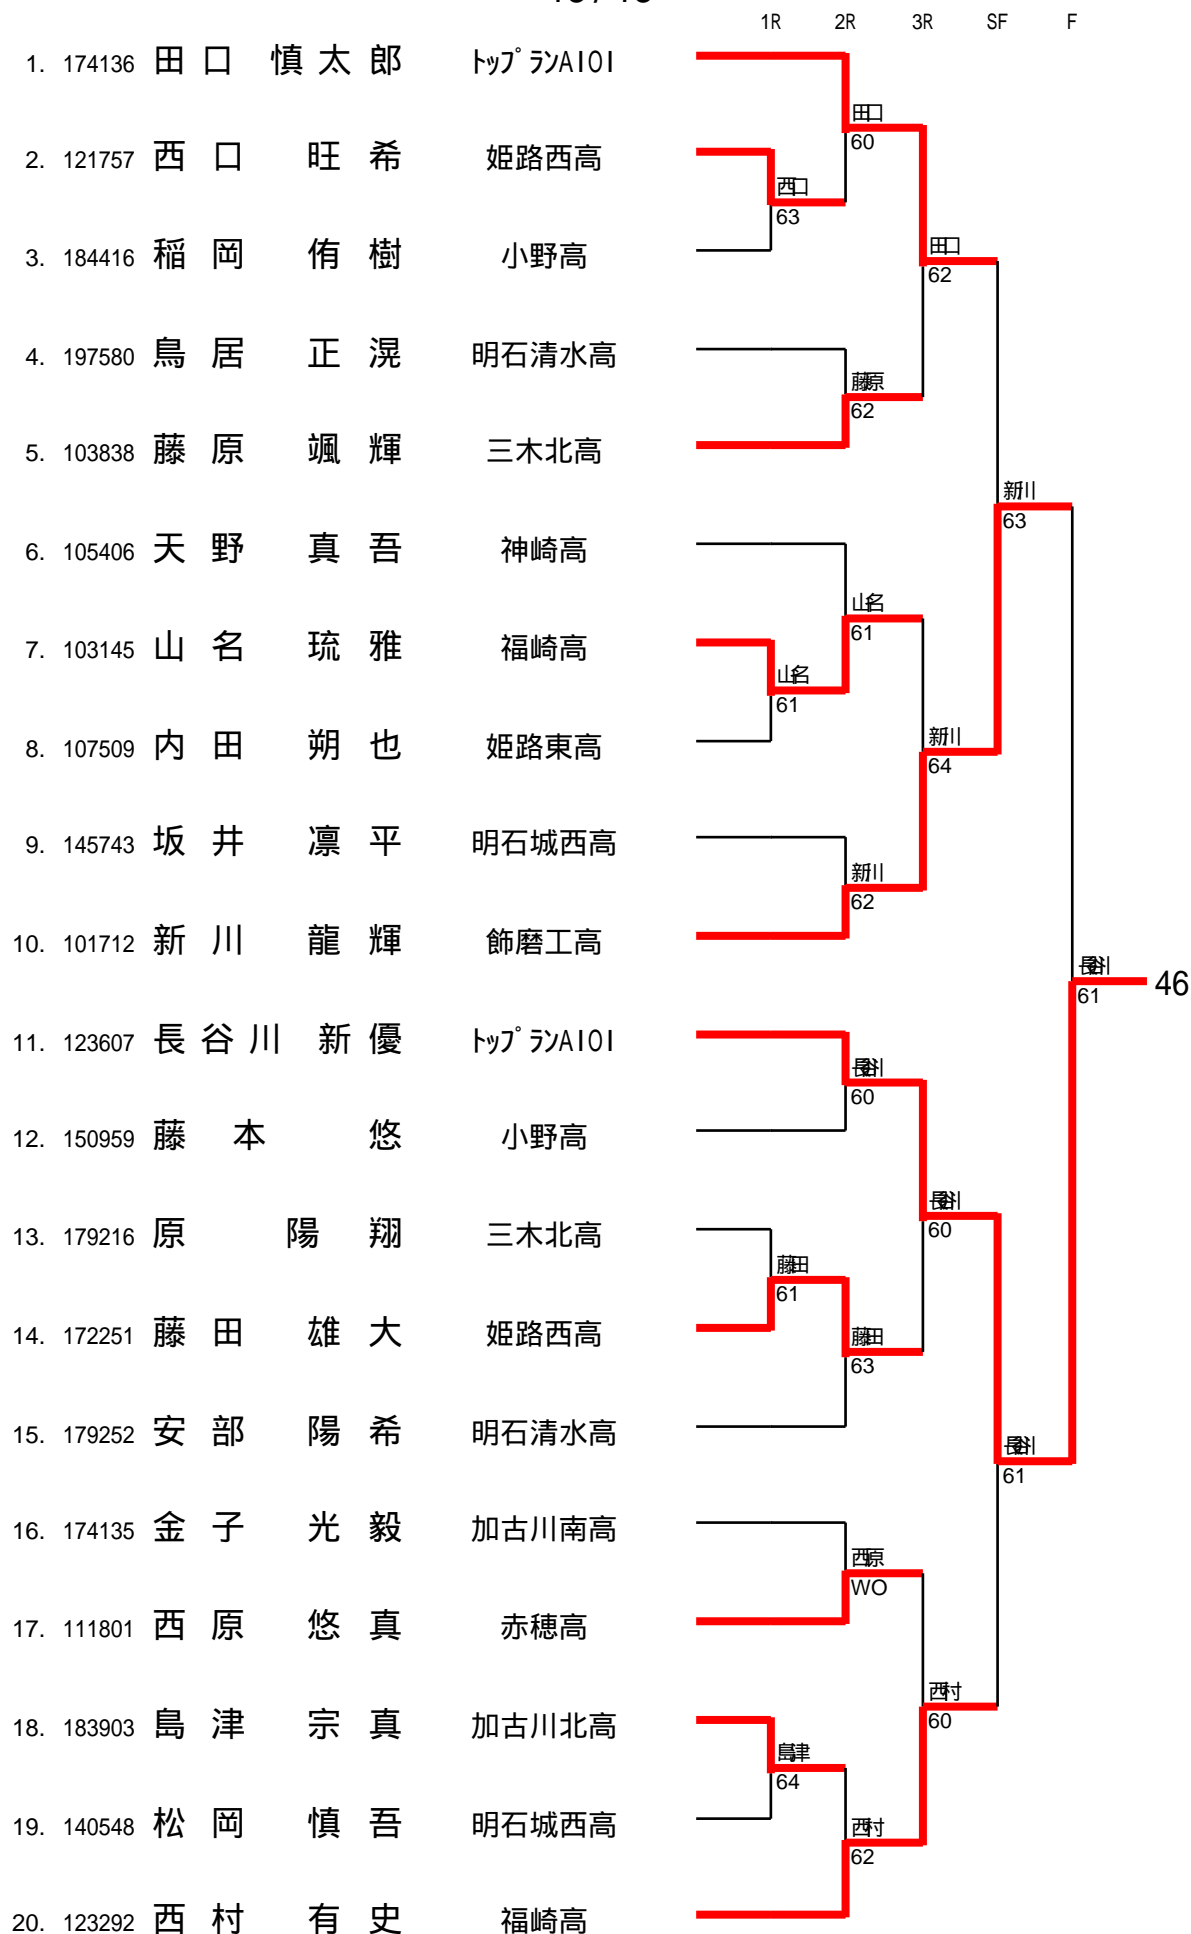 1R 2R 3R SF F
1. 174136 田口 慎太郎 トップランAIOI
田口
60
2. 121757 西口 旺希 姫路西高
西口
63
3. 184416 稲岡 侑樹 小野高
田口
62
4. 197580 鳥居 正滉 明石清水高
藤原
62
5. 103838 藤原 颯輝 三木北高
新川
63
6. 105406 天野 真吾 神崎高
山名
61
7. 103145 山名 琉雅 福崎高
山名
61
8. 107509 内田 朔也 姫路東高
新川
64
9. 145743 坂井 凛平 明石城西高
新川
62
10. 101712 新川 龍輝 飾磨工高
長谷川
61
46
11. 123607 長谷川 新優 トップランAIOI
長谷川
60
12. 150959 藤本 悠 小野高
長谷川
60
13. 179216 原 陽翔 三木北高
藤田
61
14. 172251 藤田 雄大 姫路西高
藤田
63
15. 179252 安部 陽希 明石清水高
長谷川
61
16. 174135 金子 光毅 加古川南高
西原
WO
17. 111801 西原 悠真 赤穂高
西村
60
18. 183903 島津 宗真 加古川北高
島津
64
19. 140548 松岡 慎吾 明石城西高
西村
62
20. 123292 西村 有史 福崎高